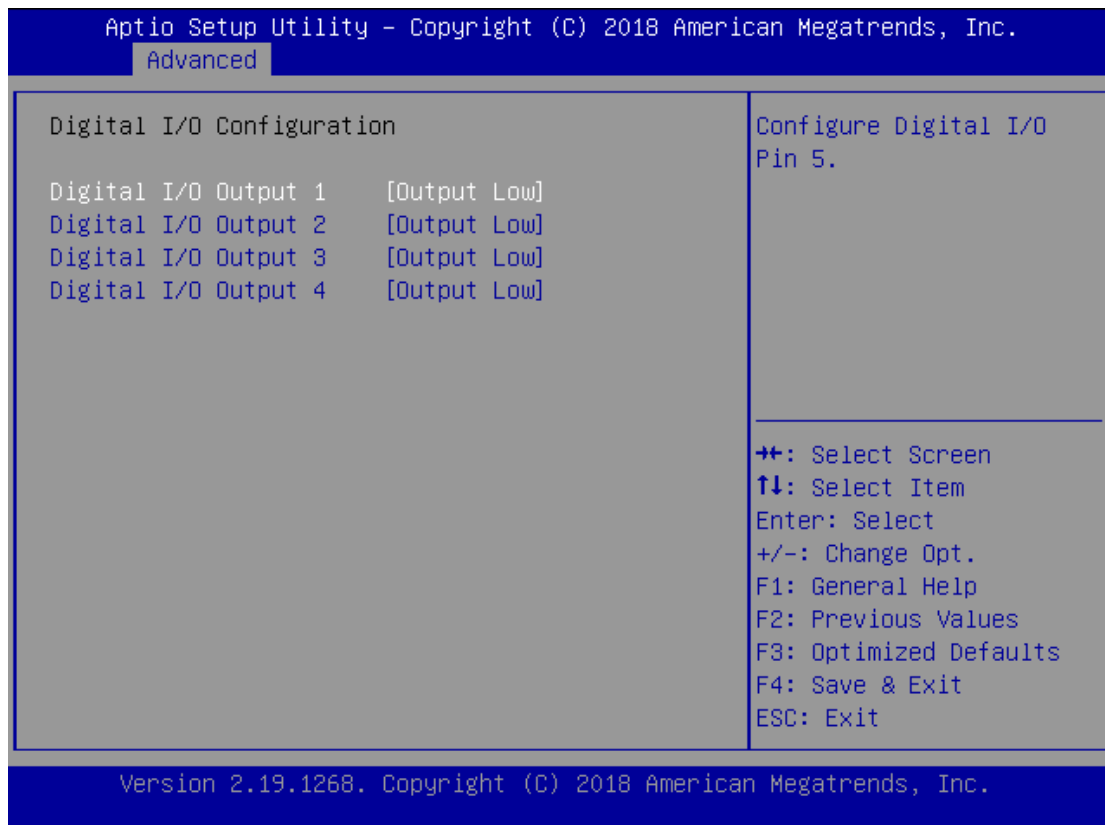 Aptio Setup Utility – Copyright (C) 2018 American Megatrends, Inc.
Advanced
Digital I/O Configuration
Digital I/O Output 1 [Output Low]
Digital I/O Output 2 [Output Low]
Digital I/O Output 3 [Output Low]
Digital I/O Output 4 [Output Low]
Configure Digital I/O
Pin 5.
→←: Select Screen
↑↓: Select Item
Enter: Select
+/-: Change Opt.
F1: General Help
F2: Previous Values
F3: Optimized Defaults
F4: Save & Exit
ESC: Exit
Version 2.19.1268. Copyright (C) 2018 American Megatrends, Inc.